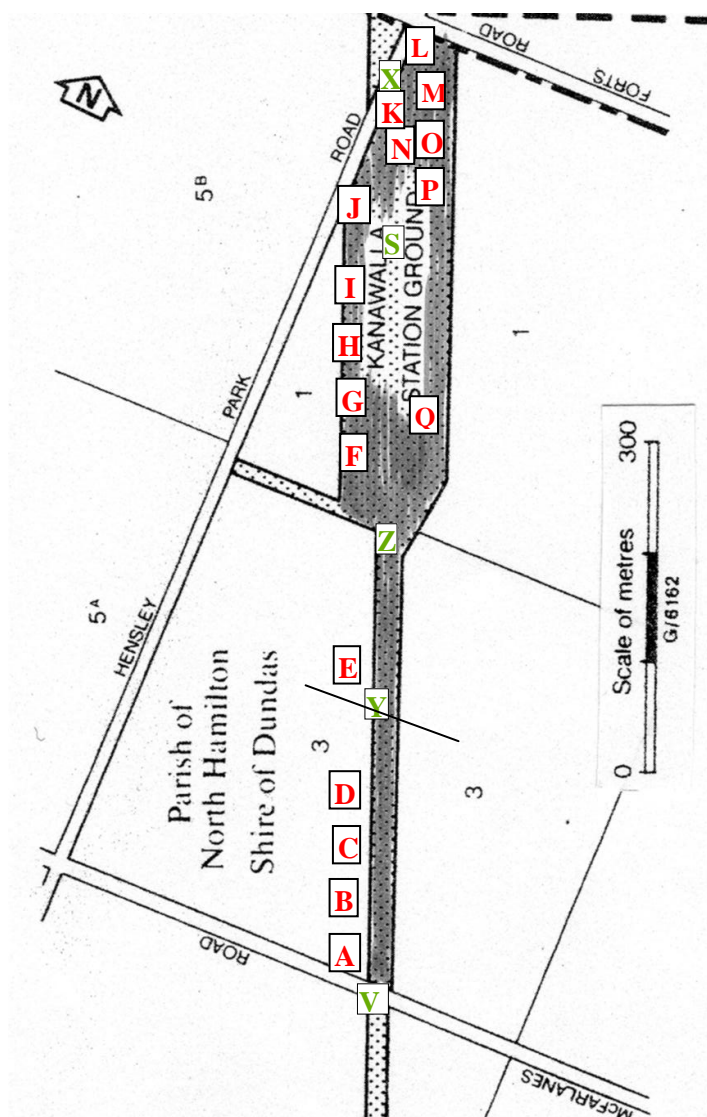 L
ROAD
FORTS
N
X
M
K
ROAD
N
O
5B
P
J
S
KANAWALLA
STATION GROUND
I
1
H
PARK
1
G
Q
F
300
Z
Scale of metres
G/6162
5A
HENSLEY
E
Parish of
North Hamilton
Shire of Dundas
Y
3
0
D
3
C
B
ROAD
A
V
McFARLANES